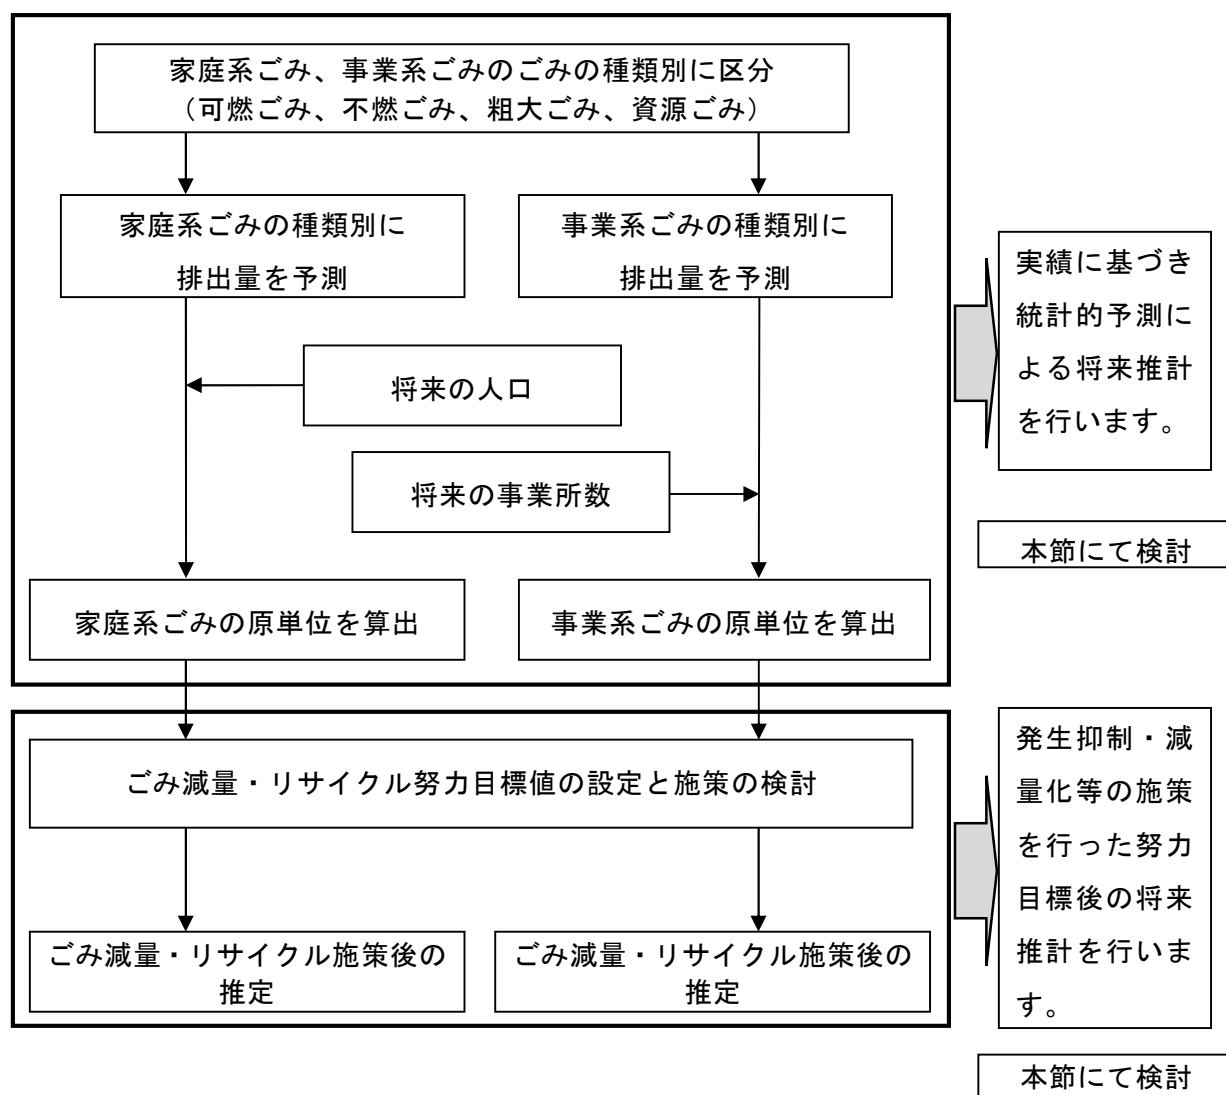 家庭系ごみ、事業系ごみのごみの種類別に区分
（可燃ごみ、不燃ごみ、粗大ごみ、資源ごみ）
家庭系ごみの種類別に
排出量を予測
事業系ごみの種類別に
排出量を予測
将来の人口
将来の事業所数
家庭系ごみの原単位を算出
事業系ごみの原単位を算出
実績に基づき
統計的予測に
よる将来推計
を行います。
本節にて検討
ごみ減量・リサイクル努力目標値の設定と施策の検討
ごみ減量・リサイクル施策後の
推定
ごみ減量・リサイクル施策後の
推定
発生抑制・減
量化等の施策
を行った努力
目標後の将来
推計を行いま
す。
本節にて検討